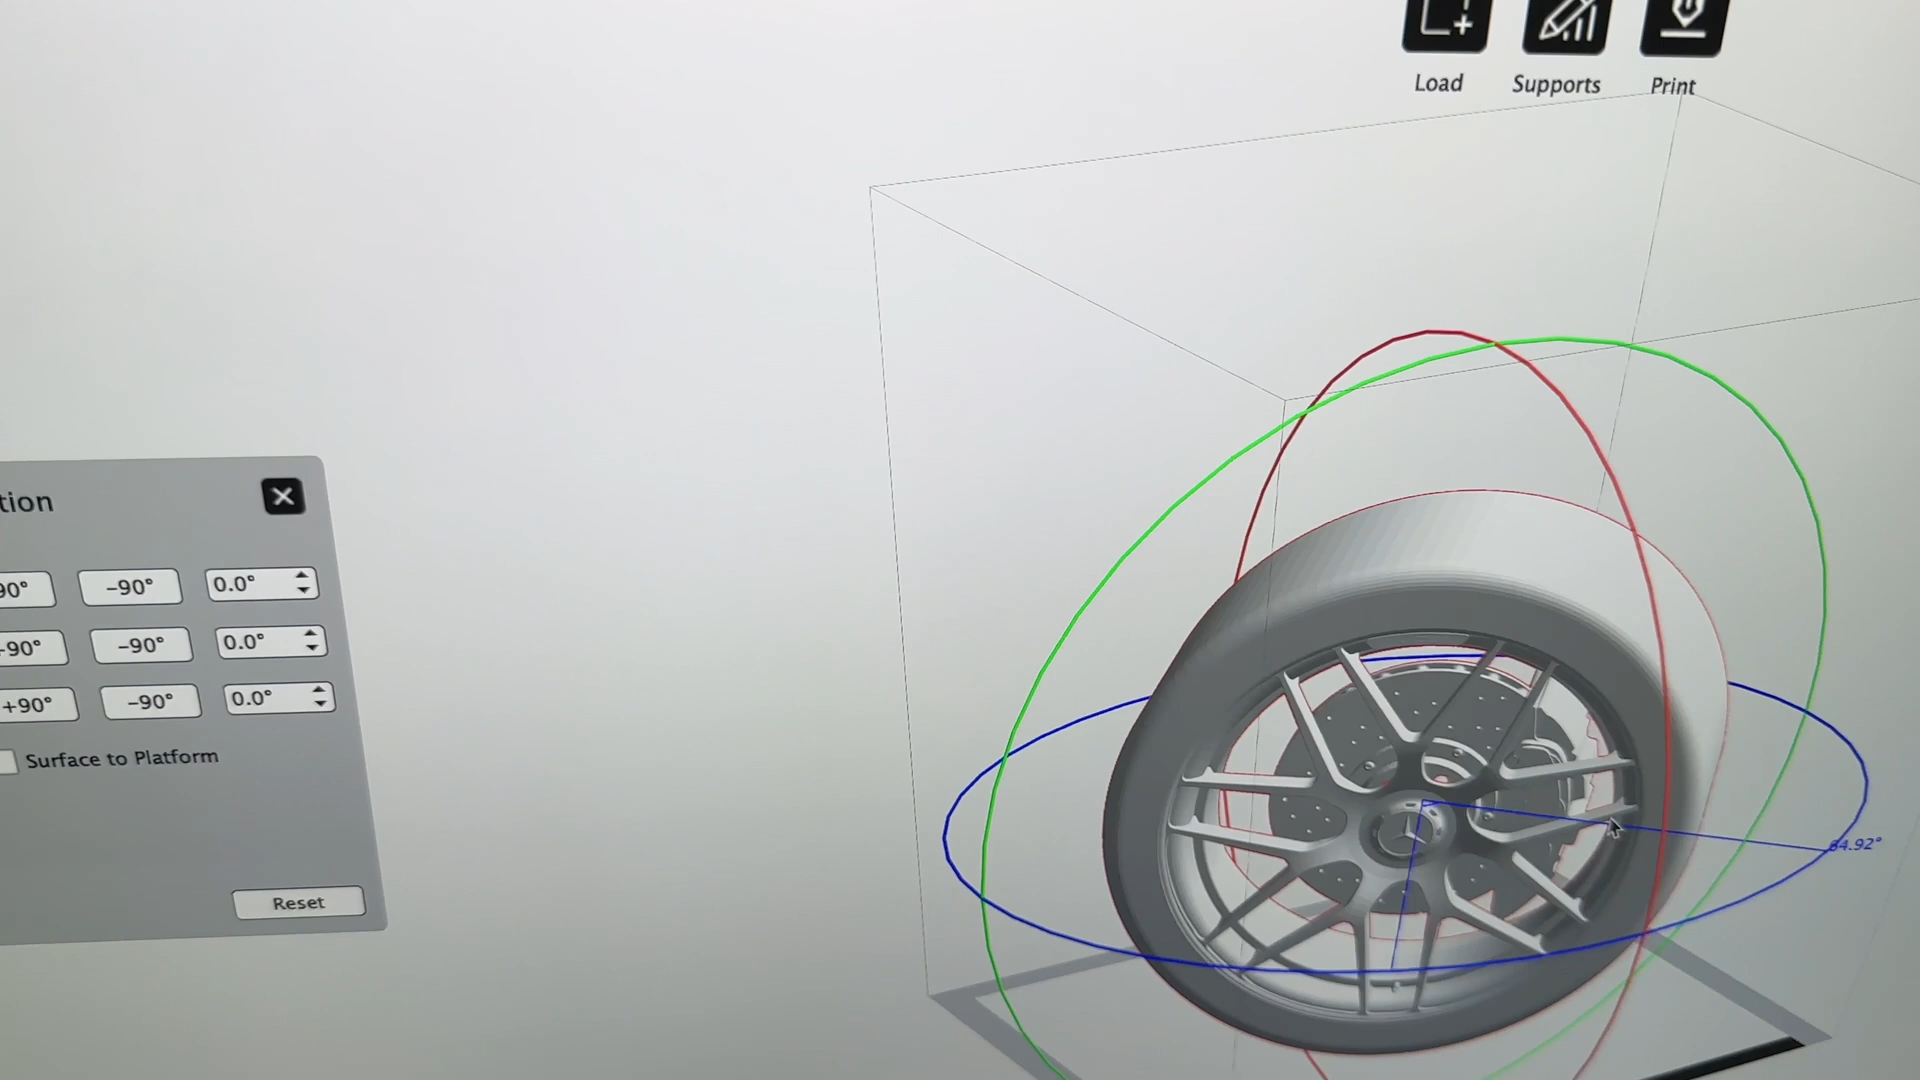 Load Supports Print
tion
90° −90° 0.0°
+90° −90° 0.0°
+90° −90° 0.0°
Surface to Platform
Reset